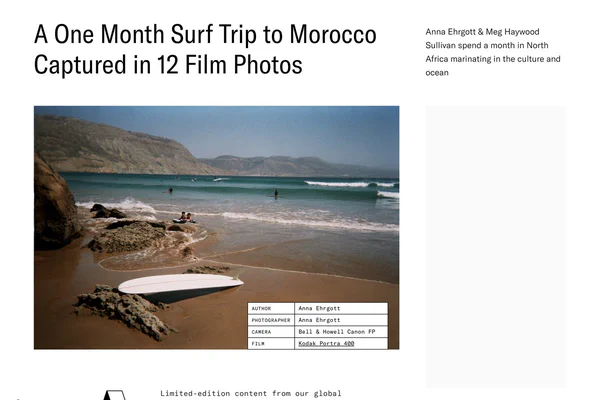 A One Month Surf Trip to Morocco
Captured in 12 Film Photos
Anna Ehrgott & Meg Haywood
Sullivan spend a month in North
Africa marinating in the culture and
ocean
AUTHOR Anna Ehrgott
PHOTOGRAPHER Anna Ehrgott
CAMERA Bell & Howell Canon FP
FILM Kodak Portra 400
Limited-edition content from our global